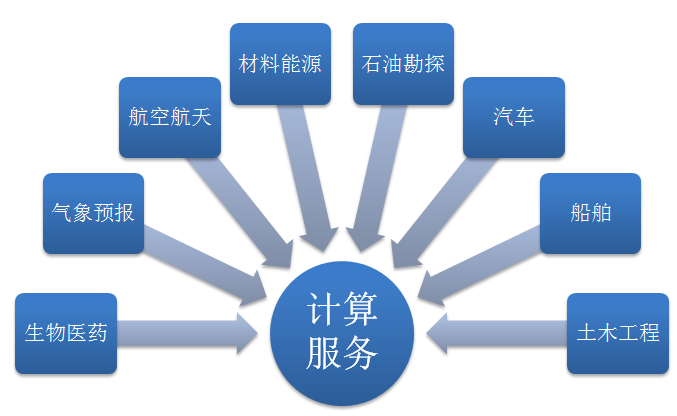 材料能源
石油勘探
航空航天
汽车
气象预报
船舶
生物医药
计算
服务
土木工程